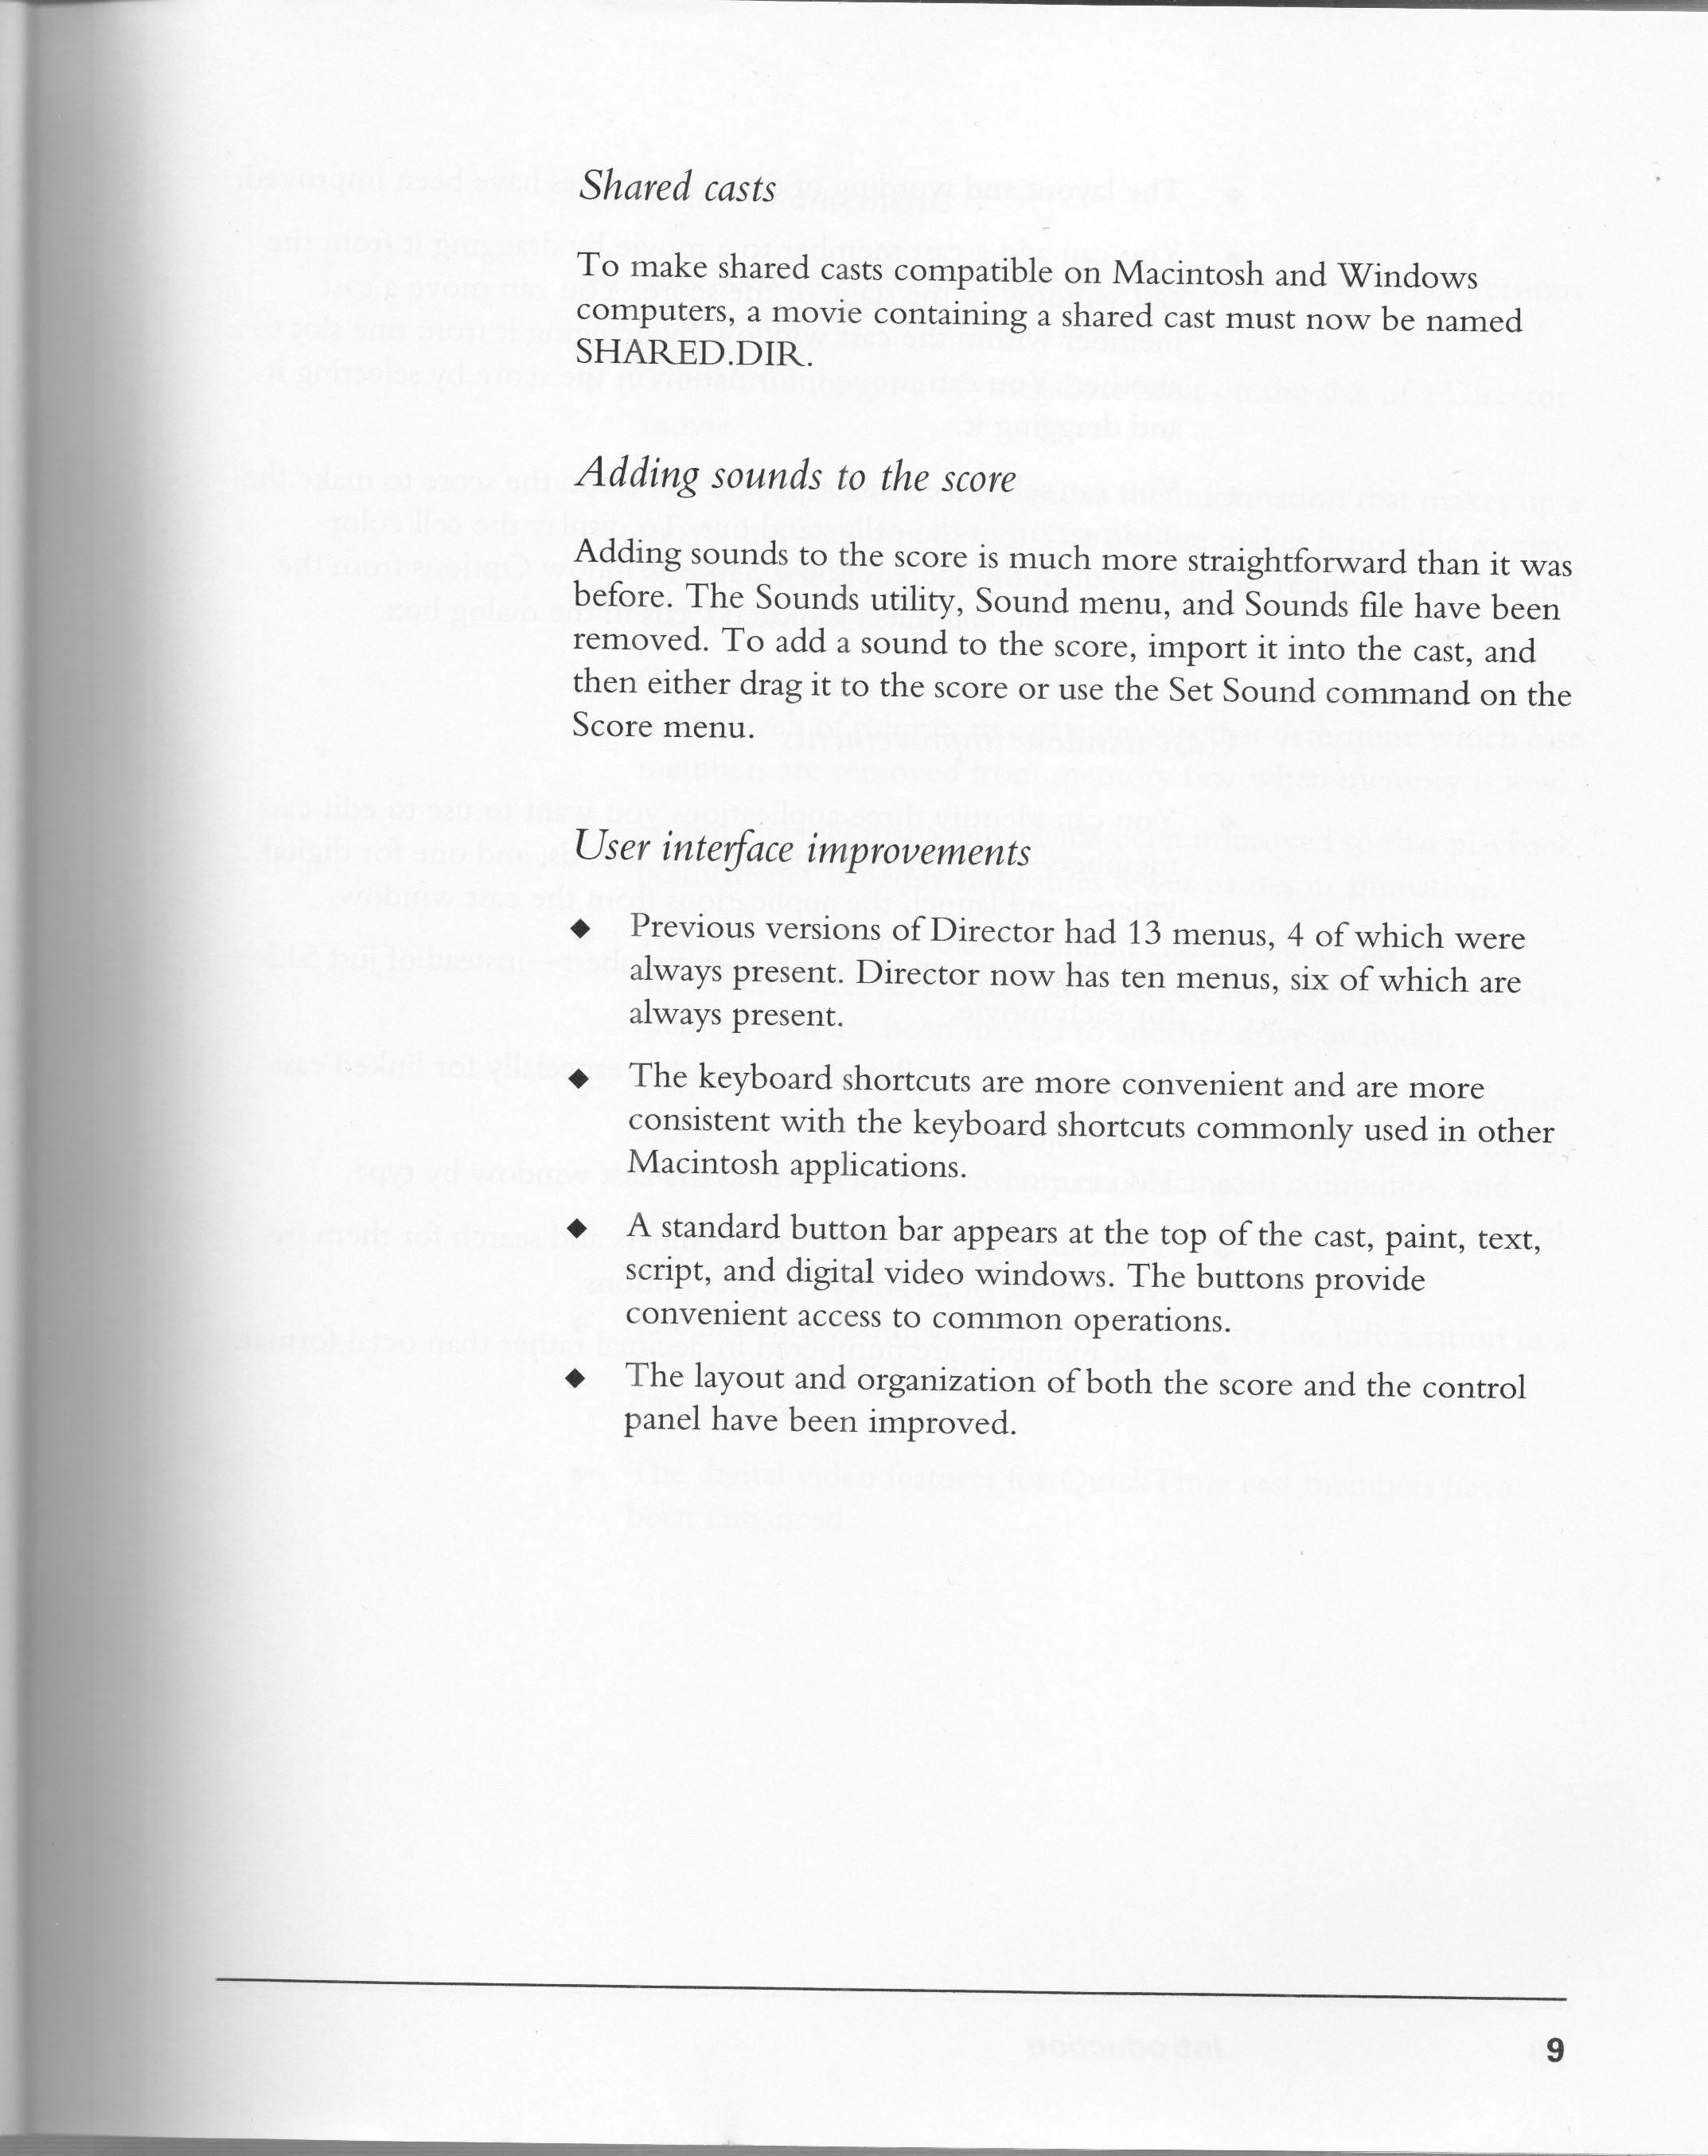 Shared casts
To make shared casts compatible on Macintosh and Windows
computers, a movie containing a shared cast must now be named
SHARED.DIR.
Adding sounds to the score
Adding sounds to the score is much more straightforward than it was
before. The Sounds utility, Sound menu, and Sounds file have been
removed. To add a sound to the score, import it into the cast, and
then either drag it to the score or use the Set Sound command on the
Score menu.
User interface improvements
◆ Previous versions of Director had 13 menus, 4 of which were
always present. Director now has ten menus, six of which are
always present.
◆ The keyboard shortcuts are more convenient and are more
consistent with the keyboard shortcuts commonly used in other
Macintosh applications.
◆ A standard button bar appears at the top of the cast, paint, text,
script, and digital video windows. The buttons provide
convenient access to common operations.
◆ The layout and organization of both the score and the control
panel have been improved.
9